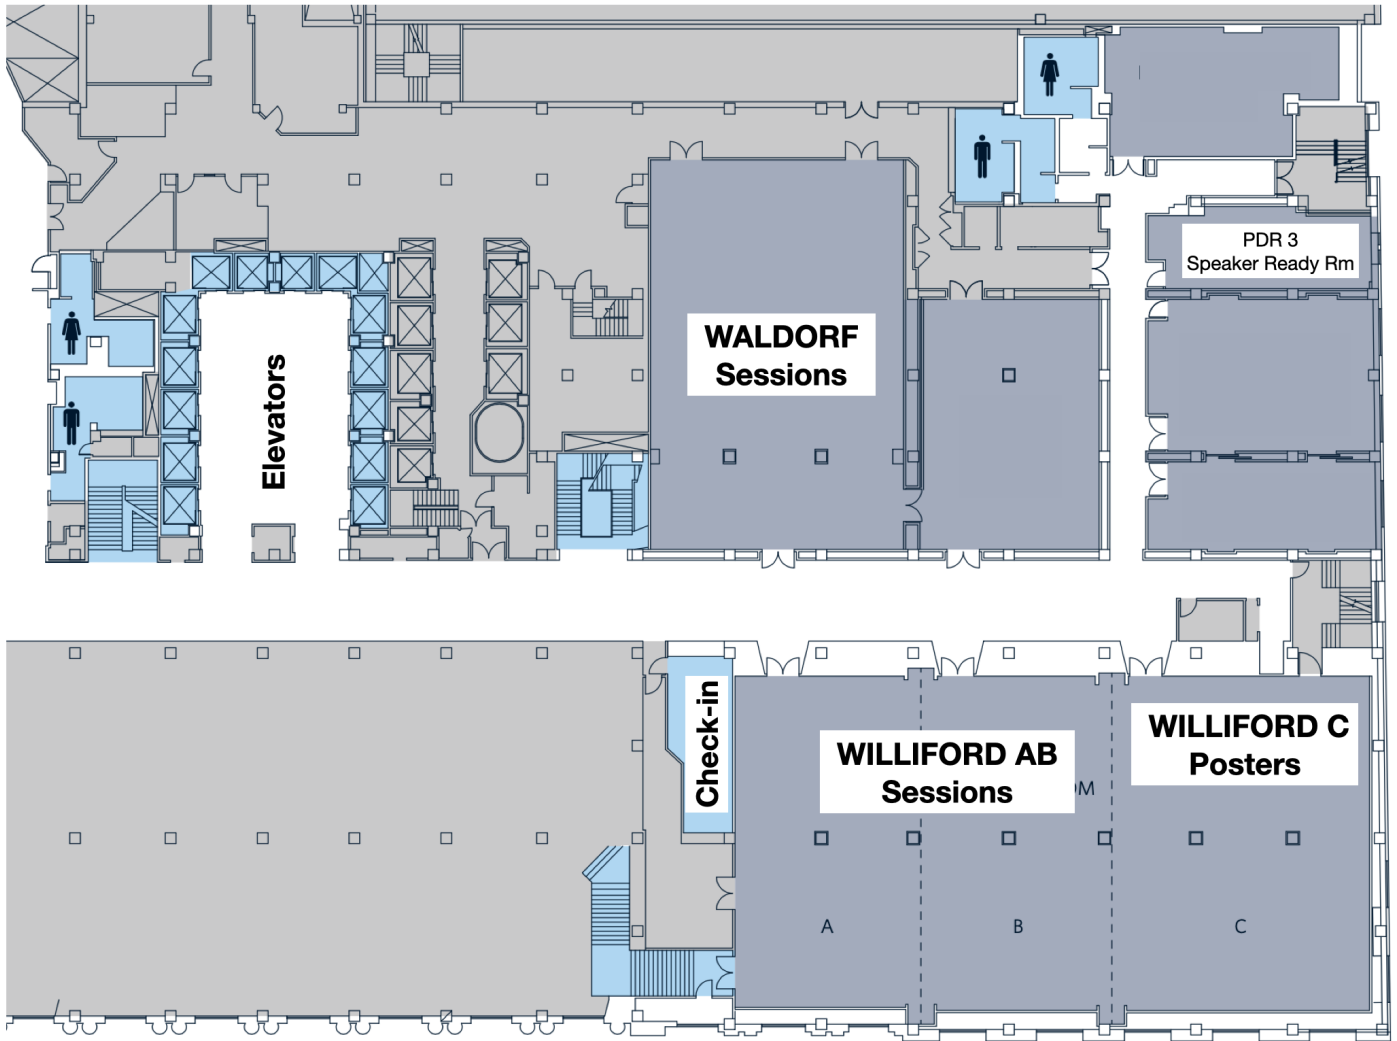 PDR 3
Speaker Ready Rm
WALDORF
Sessions
Elevators
Check-in
WILLIFORD AB
Sessions
WILLIFORD C
Posters
A
B
C